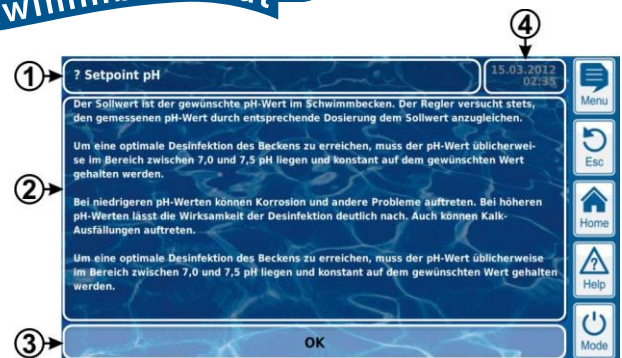 ④
① ? Setpoint pH 15.03.2012
02:35
Menu
Der Sollwert ist der gewünschte pH-Wert im Schwimmbecken. Der Regler versucht stets,
den gemessenen pH-Wert durch entsprechende Dosierung dem Sollwert anzugleichen.
Um eine optimale Desinfektion des Beckens zu erreichen, muss der pH-Wert üblicherwei-
se im Bereich zwischen 7,0 und 7,5 pH liegen und konstant auf dem gewünschten Wert
gehalten werden.
Esc
②
Bei niedrigeren pH-Werten können Korrosion und andere Probleme auftreten. Bei höheren
pH-Werten lässt die Wirksamkeit der Desinfektion deutlich nach. Auch können Kalk-
Ausfällungen auftreten.
Home
Um eine optimale Desinfektion des Beckens zu erreichen, muss der pH-Wert üblicherweise
im Bereich zwischen 7,0 und 7,5 pH liegen und konstant auf dem gewünschten Wert gehalten
werden.
Help
③ OK
Mode